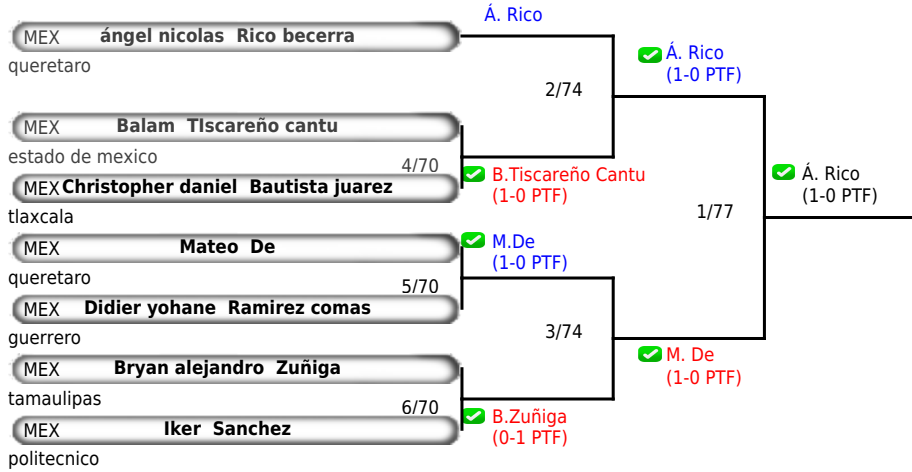 Á. Rico
MEX ángel nicolas Rico becerra
queretaro
Á. Rico
(1-0 PTF)
2/74
MEX Balam TIscareño cantu
estado de mexico
4/70
B.Tiscareño Cantu
(1-0 PTF)
Á. Rico
(1-0 PTF)
MEX Christopher daniel Bautista juarez
tlaxcala
1/77
MEX Mateo De
queretaro
M.De
(1-0 PTF)
5/70
MEX Didier yohane Ramirez comas
guerrero
3/74
MEX Bryan alejandro Zuñiga
tamaulipas
M. De
(1-0 PTF)
6/70
B.Zuñiga
(0-1 PTF)
MEX Iker Sanchez
politecnico